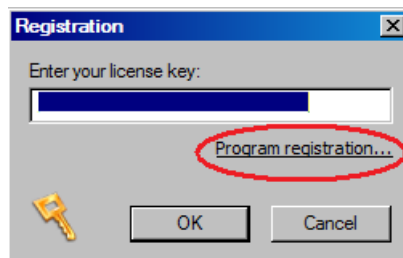 Registration
Enter your license key:
Program registration...
OK
Cancel